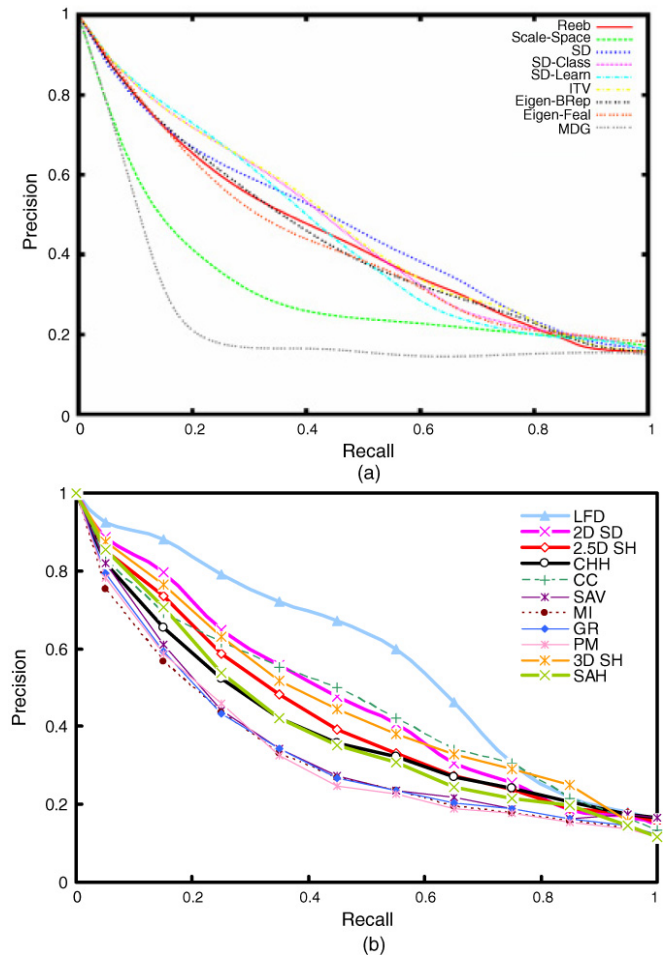 1
0.8
0.6
0.4
0.2
0
Precision
0
0.2
0.4
0.6
0.8
1
Recall
Reeb
Scale-Space
SD
SD-Class
SD-Learn
ITV
Eigen-BRep
Eigen-Feal
MDG
(a)
1
0.8
0.6
0.4
0.2
0
Precision
0
0.2
0.4
0.6
0.8
1
Recall
LFD
2D SD
2.5D SH
CHH
CC
SAV
MI
GR
PM
3D SH
SAH
(b)